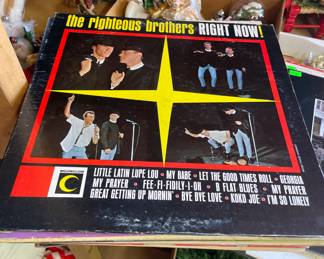 the righteous brothers RIGHT NOW!
LITTLE LATIN LUPE LU • MY BABE • LET THE GOOD TIMES ROLL • GEORGIA
MY PRAYER • FEE-FI-FIDILY-I-OH • B FLAT BLUES • MY PRAYER
GREAT GETTING UP MORNIN' • BYE BYE LOVE • KOKO JOE • I'M SO LONELY